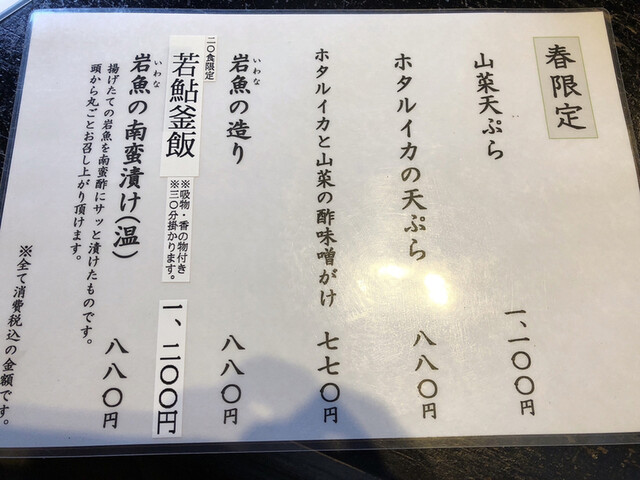 春限定
山菜天ぷら 一、一〇〇円
ホタルイカの天ぷら 八八〇円
ホタルイカと山菜の酢味噌がけ 七七〇円
いわな
岩魚の造り 八八〇円
二〇食限定
若鮎釜飯 一、二〇〇円
※吸物・香の物付き
※三〇分掛かります。
いわな
岩魚の南蛮漬け(温) 八八〇円
揚げたての岩魚を南蛮酢にサッと漬けたものです。
頭から丸ごとお召し上がり頂けます。
※全て消費税込の金額です。